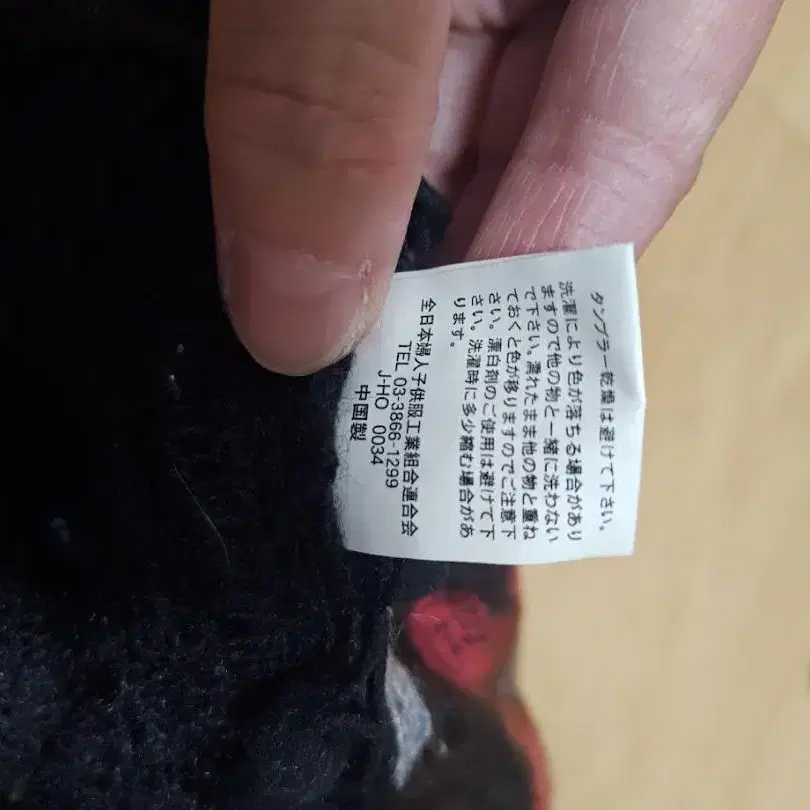 タンブラー乾燥は避けて下さい。
洗濯により色が落ちる場合があり
ますので他の物と一緒に洗わない
で下さい。濡れたまま他の物と重ね
ておくと色が移りますのでご注意下
さい。漂白剤のご使用は避けて下
さい。洗濯時に多少縮む場合があ
ります。
全日本婦人子供服工業組合連合会
TEL 03-3866-1299
J-HO 0034
中国製